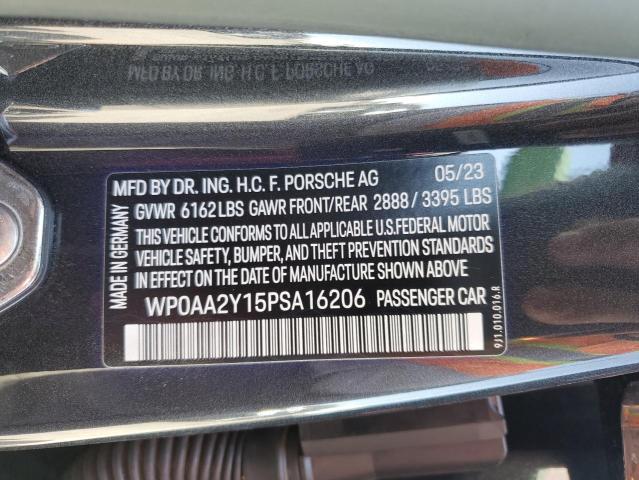 MFD BY DR. ING. H.C. F. PORSCHE AG 05/23
GVWR 6162 LBS GAWR FRONT/REAR 2888 / 3395 LBS
THIS VEHICLE CONFORMS TO ALL APPLICABLE U.S. FEDERAL MOTOR
VEHICLE SAFETY, BUMPER, AND THEFT PREVENTION STANDARDS
IN EFFECT ON DATE OF MANUFACTURE SHOWN ABOVE
WP0AA2Y15PSA16206 PASSENGER CAR
MADE IN GERMANY
9J1.010.016.R